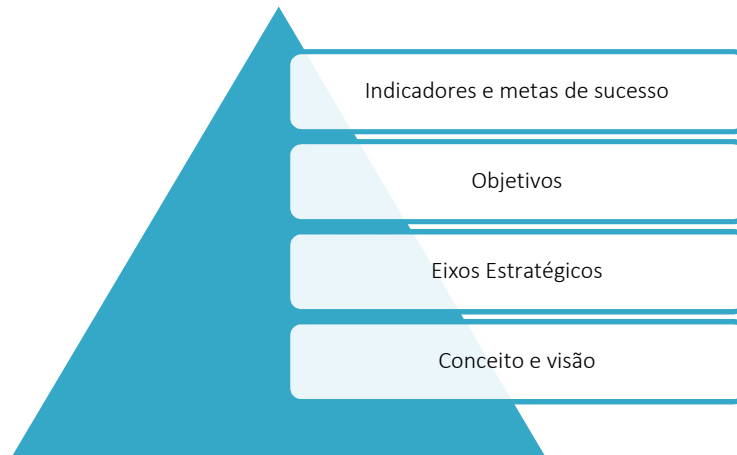 Indicadores e metas de sucesso
Objetivos
Eixos Estratégicos
Conceito e visão